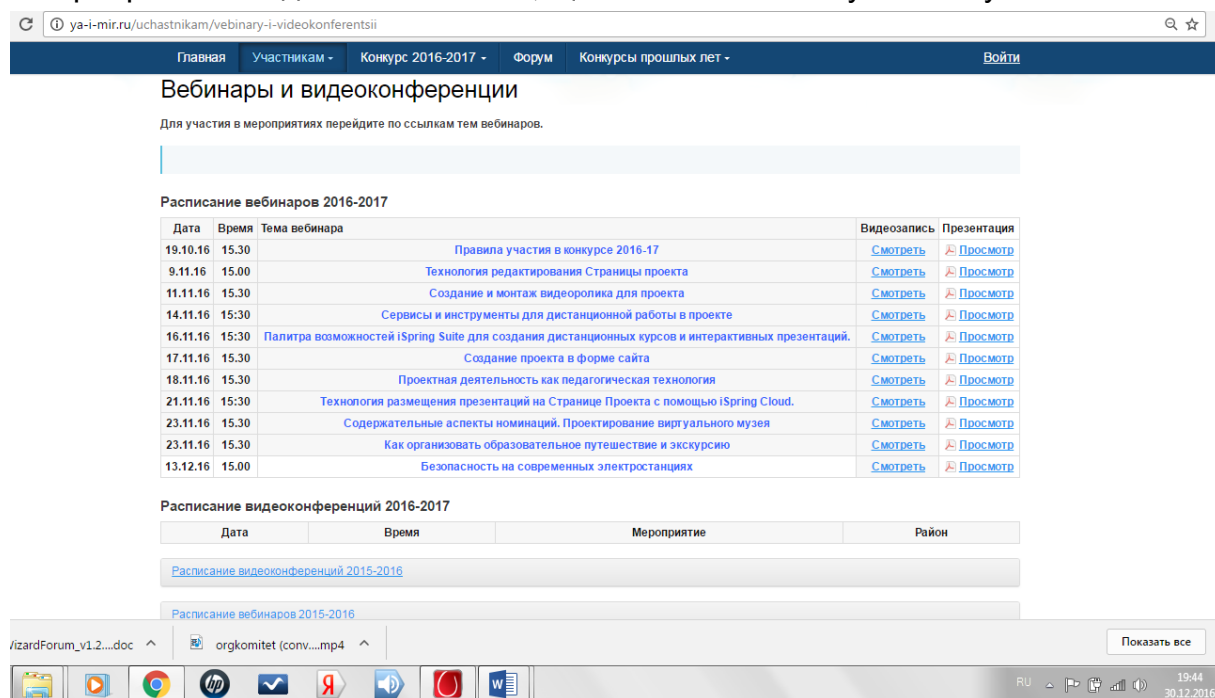 ya-i-mir.ru/uchastnikam/vebinary-i-videokonferentsii
Главная Участникам Конкурс 2016-2017 Форум Конкурсы прошлых лет Войти
Вебинары и видеоконференции
Для участия в мероприятиях перейдите по ссылкам тем вебинаров.
Расписание вебинаров 2016-2017
Дата Время Тема вебинара Видеозапись Презентация
19.10.16 15.30 Правила участия в конкурсе 2016-17 Смотреть Просмотр
9.11.16 15.00 Технология редактирования Страницы проекта Смотреть Просмотр
11.11.16 15.30 Создание и монтаж видеоролика для проекта Смотреть Просмотр
14.11.16 15:30 Сервисы и инструменты для дистанционной работы в проекте Смотреть Просмотр
16.11.16 15:30 Палитра возможностей iSpring Suite для создания дистанционных курсов и интерактивных презентаций. Смотреть Просмотр
17.11.16 15.30 Создание проекта в форме сайта Смотреть Просмотр
18.11.16 15.30 Проектная деятельность как педагогическая технология Смотреть Просмотр
21.11.16 15:30 Технология размещения презентаций на Странице Проекта с помощью iSpring Cloud. Смотреть Просмотр
23.11.16 15.30 Содержательные аспекты номинаций. Проектирование виртуального музея Смотреть Просмотр
23.11.16 15.30 Как организовать образовательное путешествие и экскурсию Смотреть Просмотр
13.12.16 15.00 Безопасность на современных электростанциях Смотреть Просмотр
Расписание видеоконференций 2016-2017
Дата Время Мероприятие Район
Расписание видеоконференций 2015-2016
Расписание вебинаров 2015-2016
izardForum_v1.2....doc orgkomitet (conv....mp4 Показать все
hp Я W RU 19:44
30.12.2016